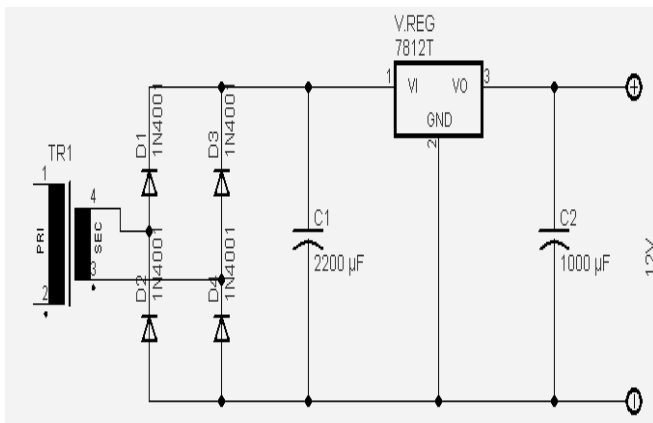 V.REG
7812T
1
VI
VO
3
GND
2
D1
1N4001
D3
1N4001
TR1
1
4
PRI
SEC
3
2
D2
1N4001
D4
1N4001
C1
2200 µF
C2
1000 µF
12V
+
-